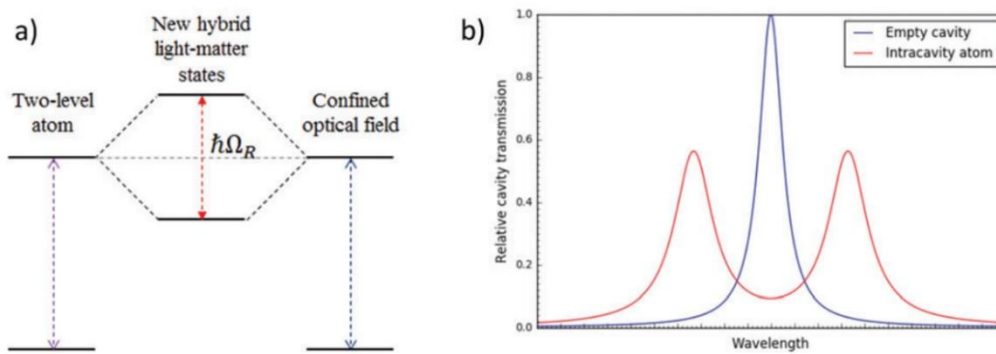 a)
New hybrid
light-matter
states
Two-level
atom
Confined
optical field
ħΩ_R
b)
Empty cavity
Intracavity atom
Relative cavity transmission
1.0
0.8
0.6
0.4
0.2
0.0
Wavelength